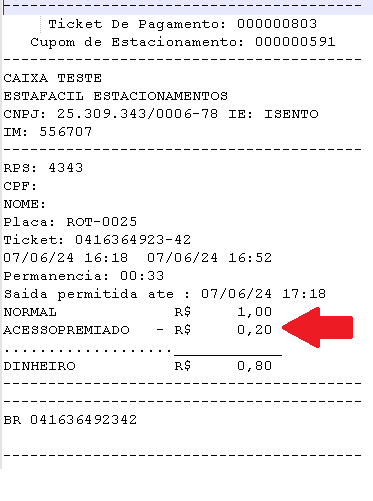 -----------------------------------------
Ticket De Pagamento: 000000803
Cupom de Estacionamento: 000000591
-----------------------------------------
CAIXA TESTE
ESTAFACIL ESTACIONAMENTOS
CNPJ: 25.309.343/0006-78 IE: ISENTO
IM: 556707
-----------------------------------------
RPS: 4343
CPF:
NOME:
Placa: ROT-0025
Ticket: 0416364923-42
07/06/24 16:18  07/06/24 16:52
Permanencia: 00:33
Saida permitida ate : 07/06/24 17:18
NORMAL             R$     1,00
ACESSOPREMIADO   - R$     0,20
...................____________
DINHEIRO           R$     0,80
-----------------------------------------
-----------------------------------------
BR 041636492342
-----------------------------------------